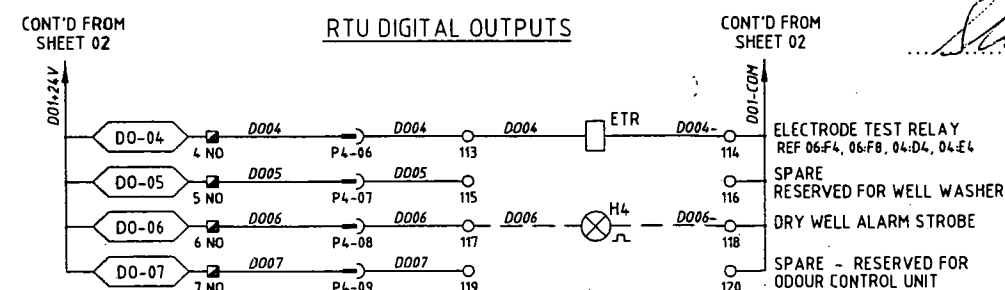 CONT'D FROM
SHEET 02
RTU DIGITAL OUTPUTS
CONT'D FROM
SHEET 02
DO1+24V
DO1-COM
DO-04
4 NO
DO04
P4-06
DO04
113
DO04
ETR
DO04-
114
ELECTRODE TEST RELAY
REF 06:F4, 06:F8, 04:D4, 04:E4
DO-05
5 NO
DO05
P4-07
DO05
115
116
SPARE
RESERVED FOR WELL WASHER
DO-06
6 NO
DO06
P4-08
DO06
117
DO06
H4
DO06-
118
DRY WELL ALARM STROBE
DO-07
7 NO
DO07
P4-09
DO07
119
120
SPARE - RESERVED FOR
ODOUR CONTROL UNIT